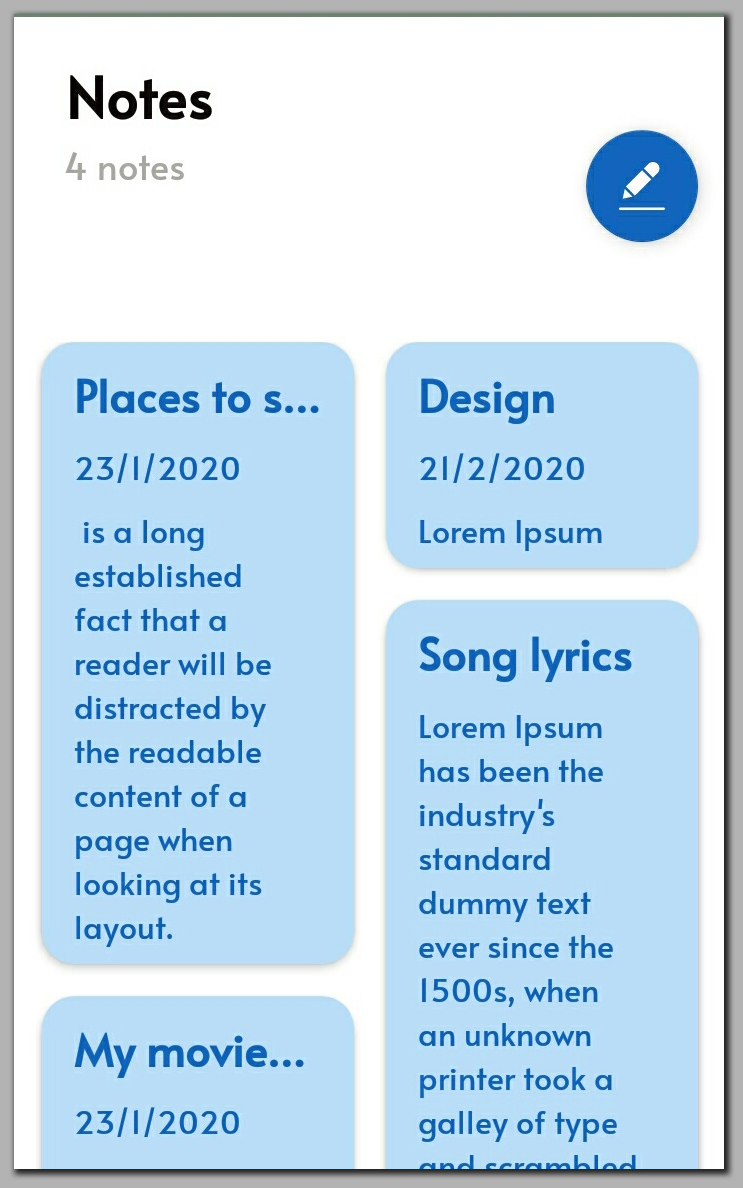 Notes
4 notes
Places to s...
23/1/2020
is a long
established
fact that a
reader will be
distracted by
the readable
content of a
page when
looking at its
layout.
My movie...
23/1/2020
Design
21/2/2020
Lorem Ipsum
Song lyrics
Lorem Ipsum
has been the
industry's
standard
dummy text
ever since the
1500s, when
an unknown
printer took a
galley of type
and scrambled